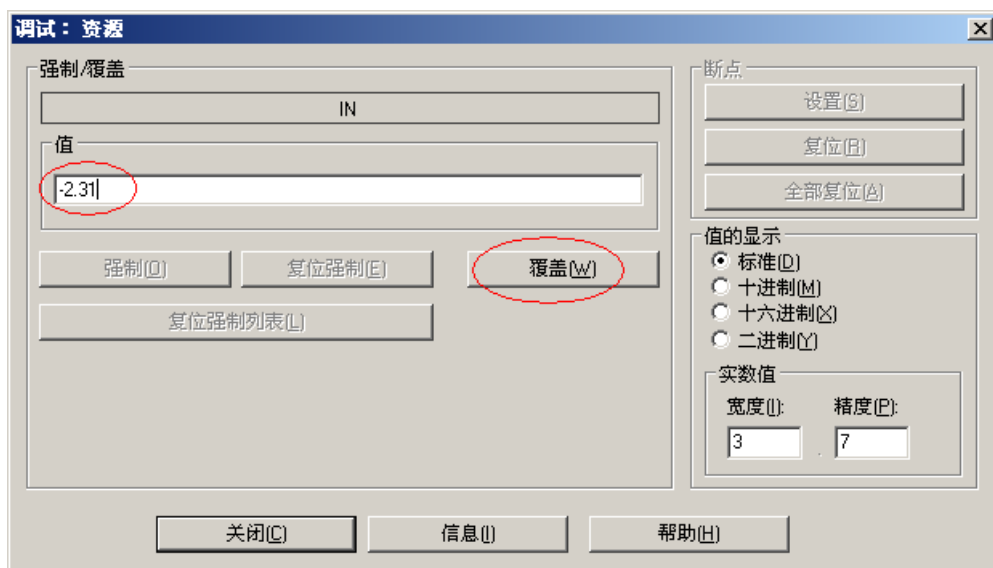 调试：资源
强制/覆盖
IN
值
-2.31
强制(O)
复位强制(E)
覆盖(W)
复位强制列表(L)
断点
设置(S)
复位(R)
全部复位(A)
值的显示
标准(D)
十进制(M)
十六进制(X)
二进制(Y)
实数值
宽度(I):
精度(P):
3
.
7
关闭(C)
信息(I)
帮助(H)